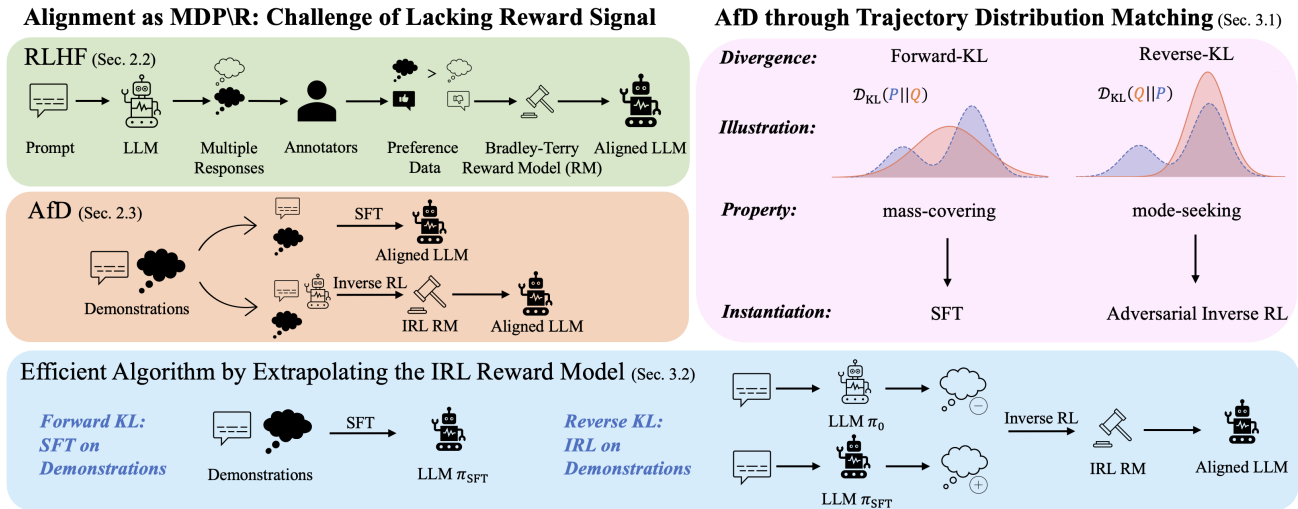 Alignment as MDP\R: Challenge of Lacking Reward Signal
RLHF (Sec. 2.2)
>
Prompt
LLM
Multiple
Responses
Annotators
Preference
Data
Bradley-Terry
Reward Model (RM)
Aligned LLM
AfD (Sec. 2.3)
SFT
Aligned LLM
Demonstrations
Inverse RL
IRL RM
Aligned LLM
AfD through Trajectory Distribution Matching (Sec. 3.1)
Divergence:
Forward-KL
Reverse-KL
Illustration:
𝒟KL(P||Q)
𝒟KL(Q||P)
Property:
mass-covering
mode-seeking
Instantiation:
SFT
Adversarial Inverse RL
Efficient Algorithm by Extrapolating the IRL Reward Model (Sec. 3.2)
Forward KL:
SFT on
Demonstrations
Demonstrations
SFT
LLM πSFT
Reverse KL:
IRL on
Demonstrations
LLM π0
−
LLM πSFT
+
Inverse RL
IRL RM
Aligned LLM